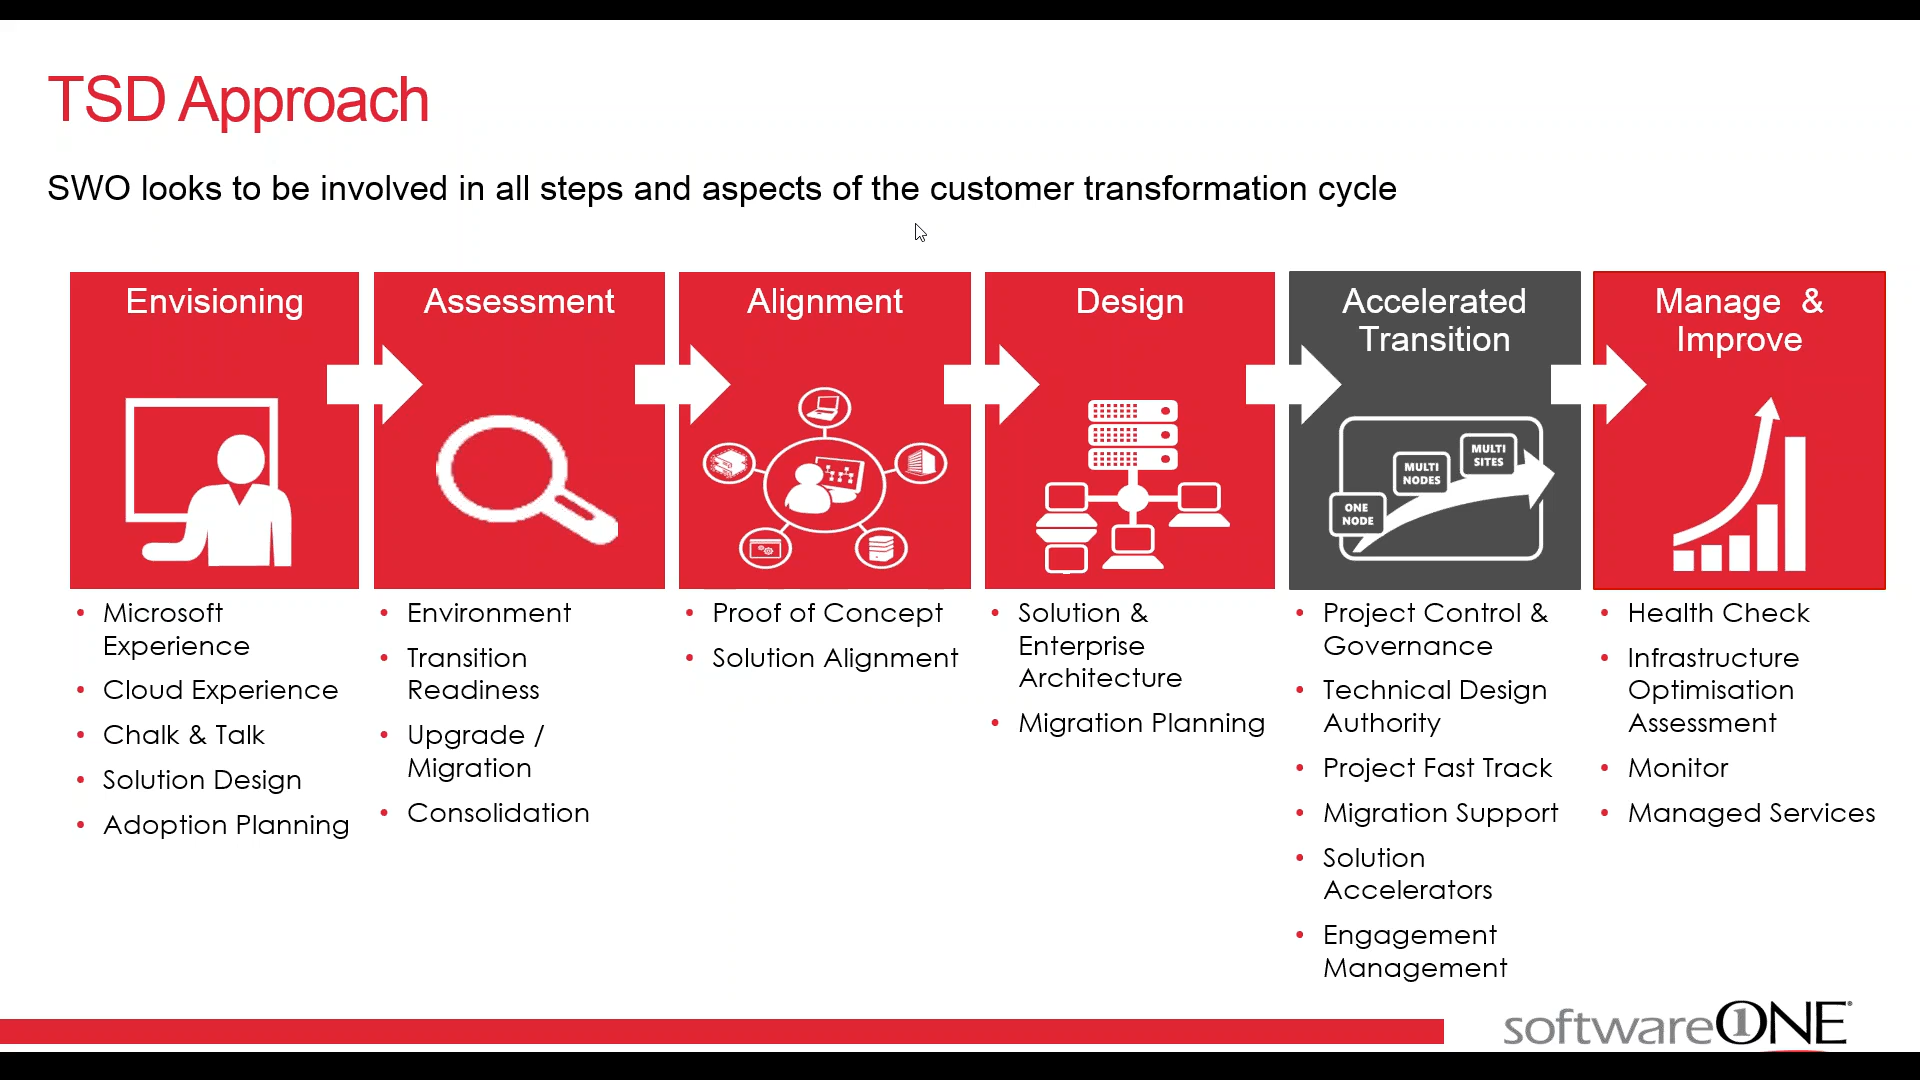 TSD Approach
SWO looks to be involved in all steps and aspects of the customer transformation cycle
Envisioning
• Microsoft
Experience
• Cloud Experience
• Chalk & Talk
• Solution Design
• Adoption Planning
Assessment
• Environment
• Transition
Readiness
• Upgrade /
Migration
• Consolidation
Alignment
• Proof of Concept
• Solution Alignment
Design
• Solution &
Enterprise
Architecture
• Migration Planning
Accelerated
Transition
ONE
NODE
MULTI
NODES
MULTI
SITES
• Project Control &
Governance
• Technical Design
Authority
• Project Fast Track
• Migration Support
• Solution
Accelerators
• Engagement
Management
Manage &
Improve
• Health Check
• Infrastructure
Optimisation
Assessment
• Monitor
• Managed Services
software1ONE